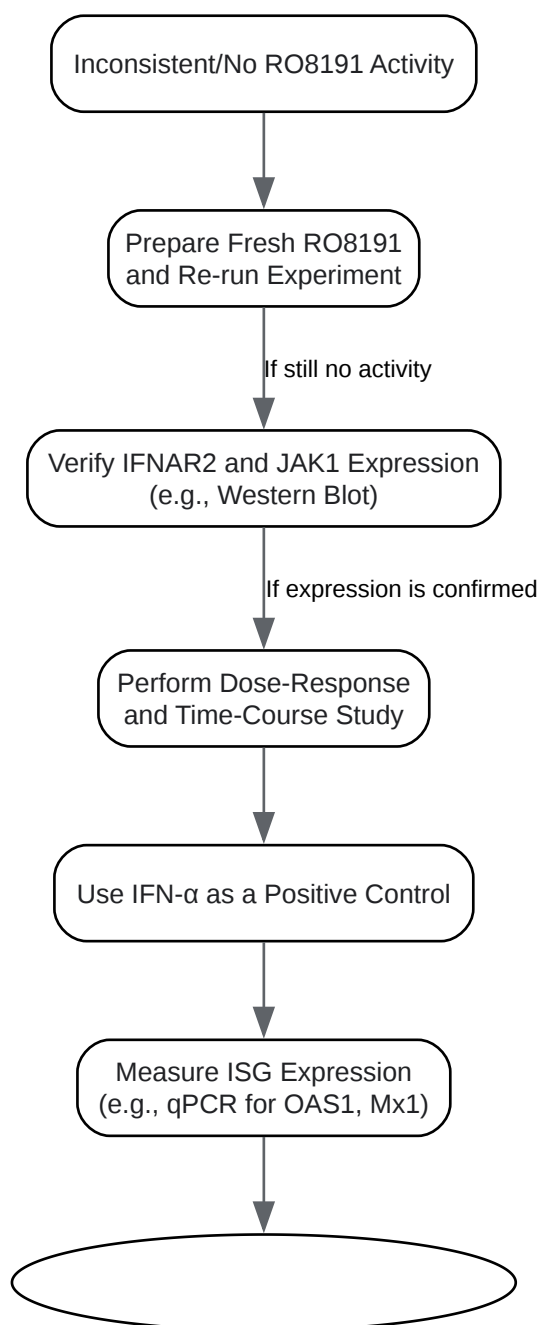 Inconsistent/No RO8191 Activity
Prepare Fresh RO8191
and Re-run Experiment
If still no activity
Verify IFNAR2 and JAK1 Expression
(e.g., Western Blot)
If expression is confirmed
Perform Dose-Response
and Time-Course Study
Use IFN-α as a Positive Control
Measure ISG Expression
(e.g., qPCR for OAS1, Mx1)